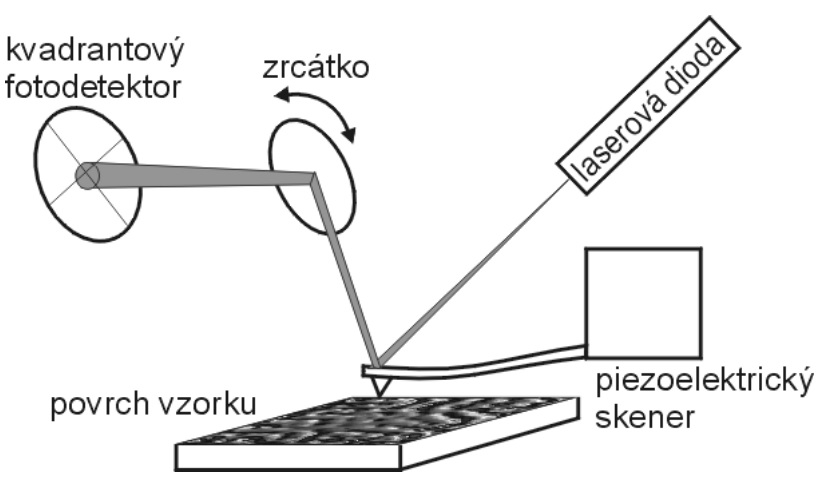 kvadrantový
fotodetektor
zrcátko
laserová dioda
piezoelektrický
skener
povrch vzorku